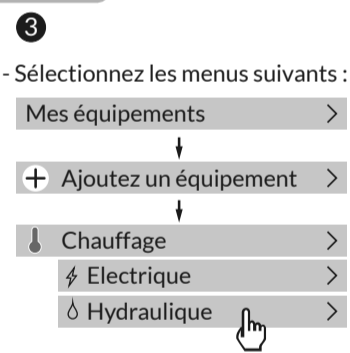 3
- Sélectionnez les menus suivants :
Mes équipements >
+ Ajoutez un équipement >
Chauffage >
Electrique >
Hydraulique >